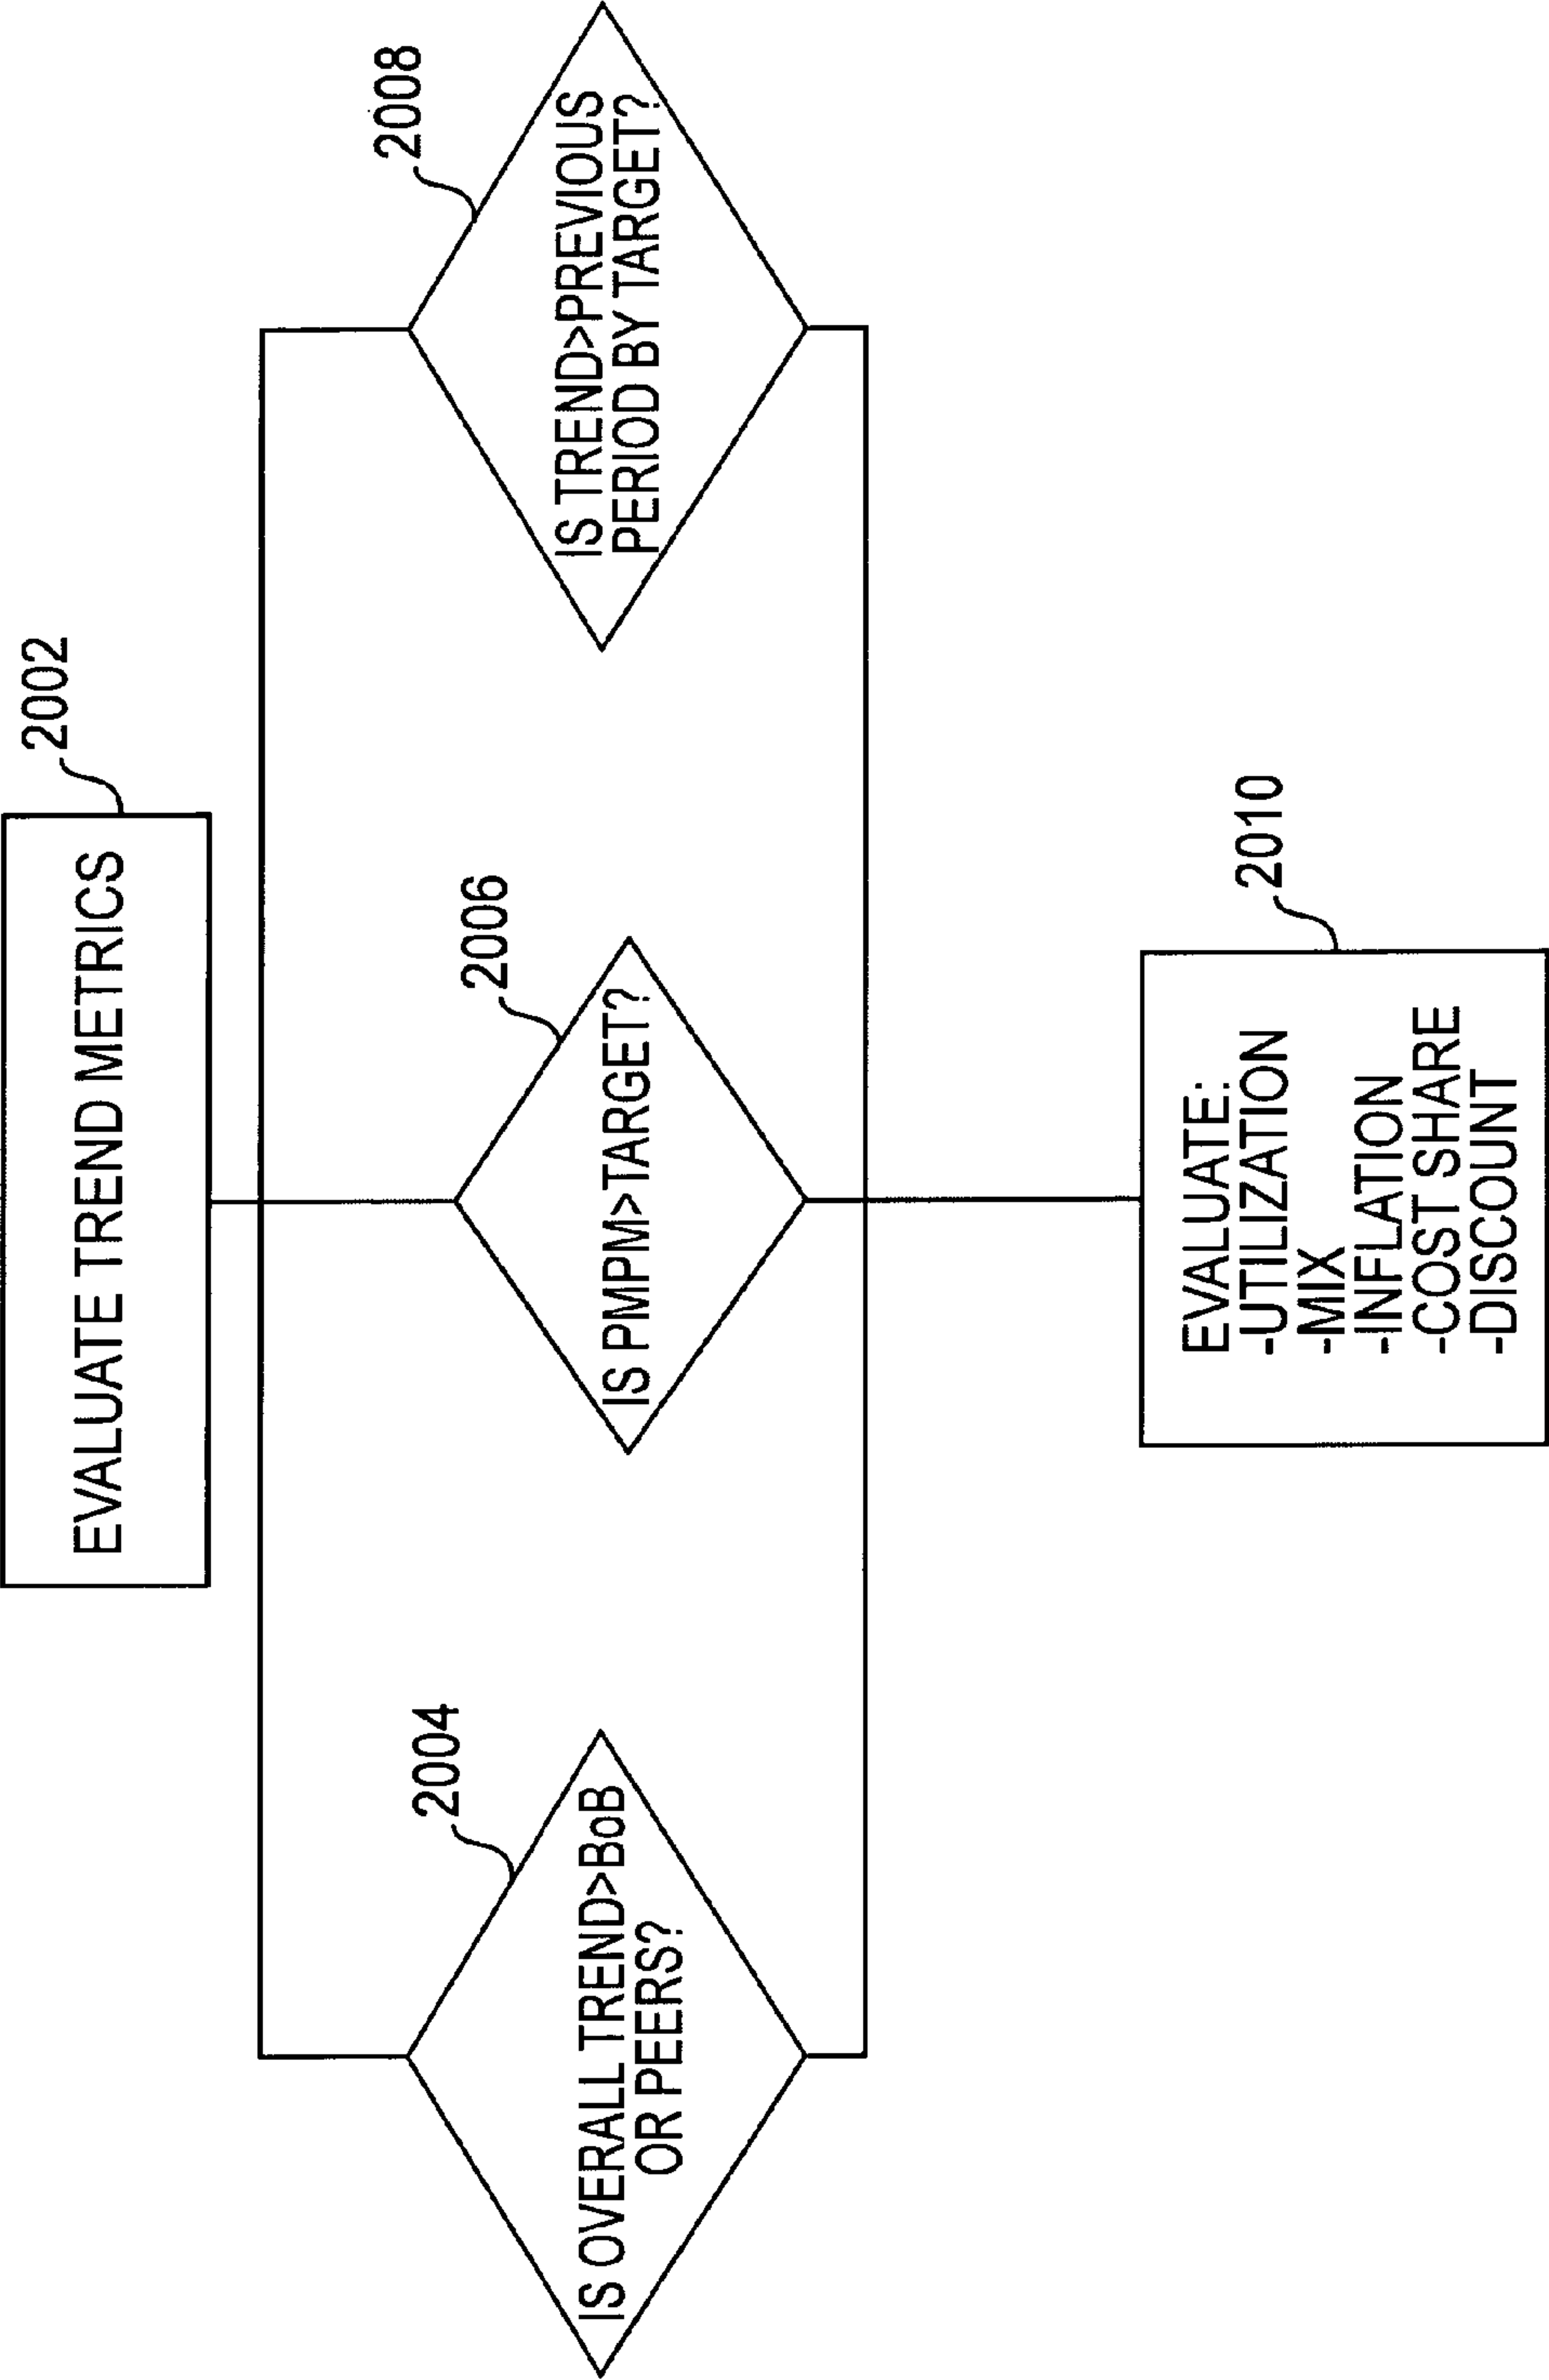 2002
EVALUATE TREND METRICS
2004
IS OVERALL TREND>BoB
OR PEERS?
2006
IS PMPM>TARGET?
2008
IS TREND>PREVIOUS
PERIOD BY TARGET?
2010
EVALUATE:
-UTILIZATION
-MIX
-INFLATION
-COST SHARE
-DISCOUNT